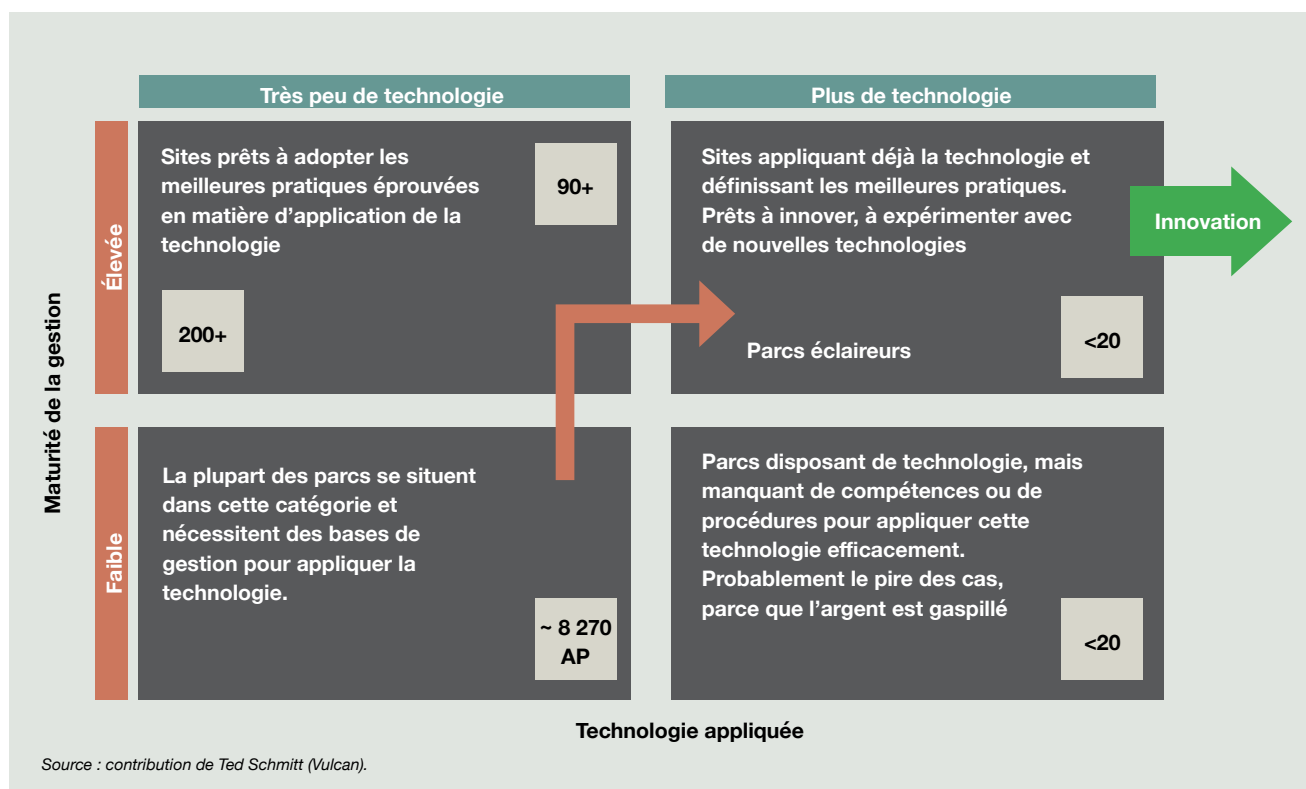 Très peu de technologie
Plus de technologie
Maturité de la gestion
Élevée
Sites prêts à adopter les
meilleures pratiques éprouvées
en matière d’application de la
technologie
90+
200+
Sites appliquant déjà la technologie et
définissant les meilleures pratiques.
Prêts à innover, à expérimenter avec
de nouvelles technologies
Innovation
Parcs éclaireurs
<20
Faible
La plupart des parcs se situent
dans cette catégorie et
nécessitent des bases de
gestion pour appliquer la
technologie.
~ 8 270
AP
Parcs disposant de technologie, mais
manquant de compétences ou de
procédures pour appliquer cette
technologie efficacement.
Probablement le pire des cas,
parce que l’argent est gaspillé
<20
Technologie appliquée
Source : contribution de Ted Schmitt (Vulcan).